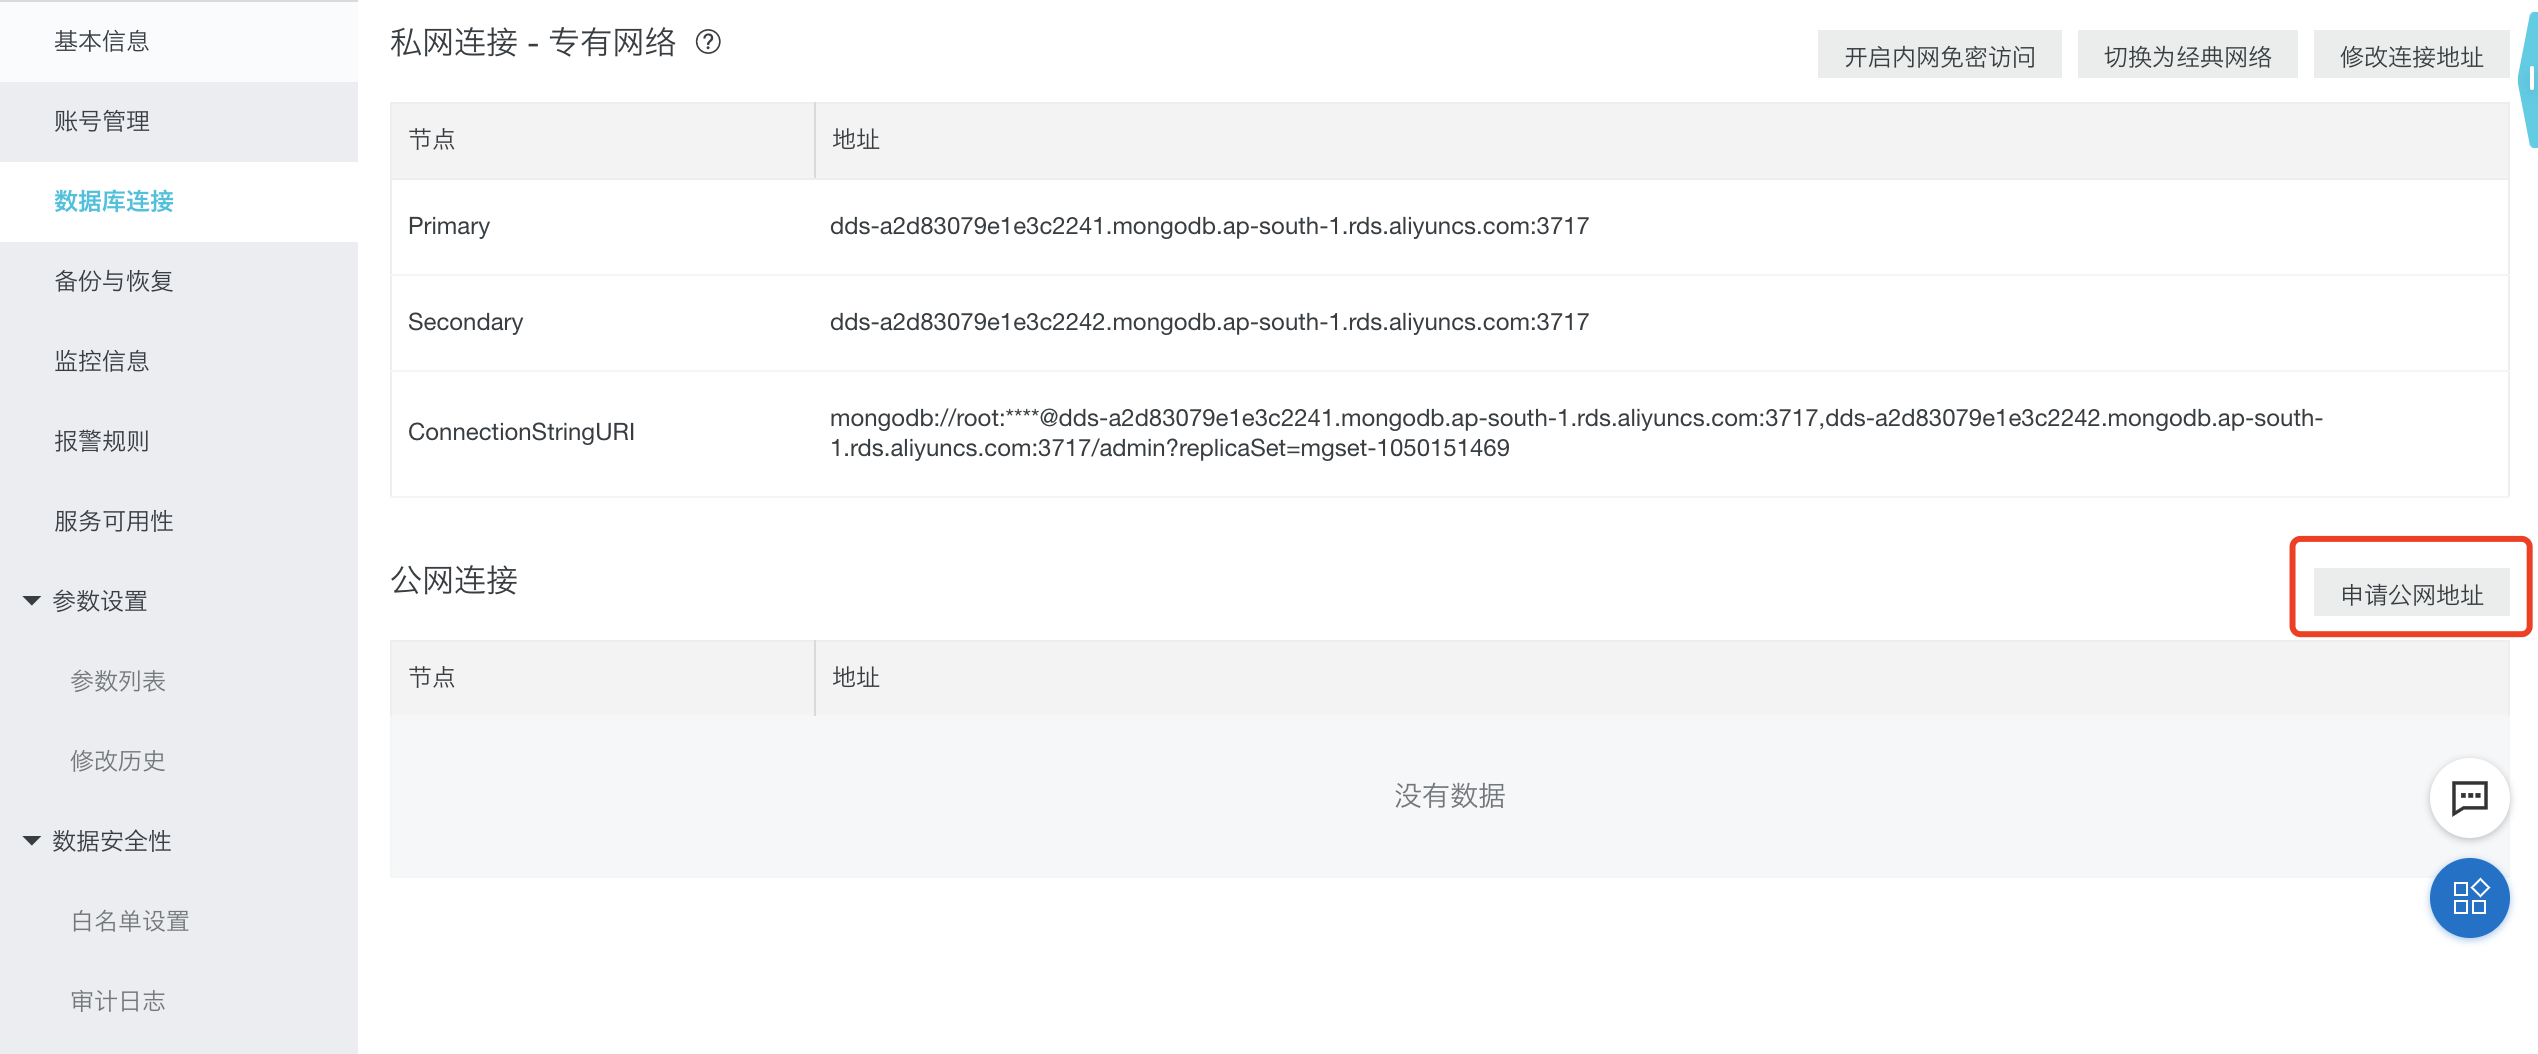 基本信息
账号管理
数据库连接
备份与恢复
监控信息
报警规则
服务可用性
参数设置
参数列表
修改历史
数据安全性
白名单设置
审计日志
私网连接 - 专有网络
开启内网免密访问
切换为经典网络
修改连接地址
节点 地址
Primary dds-a2d83079e1e3c2241.mongodb.ap-south-1.rds.aliyuncs.com:3717
Secondary dds-a2d83079e1e3c2242.mongodb.ap-south-1.rds.aliyuncs.com:3717
ConnectionStringURI mongodb://root:****@dds-a2d83079e1e3c2241.mongodb.ap-south-1.rds.aliyuncs.com:3717,dds-a2d83079e1e3c2242.mongodb.ap-south-
1.rds.aliyuncs.com:3717/admin?replicaSet=mgset-1050151469
公网连接
申请公网地址
节点 地址
没有数据